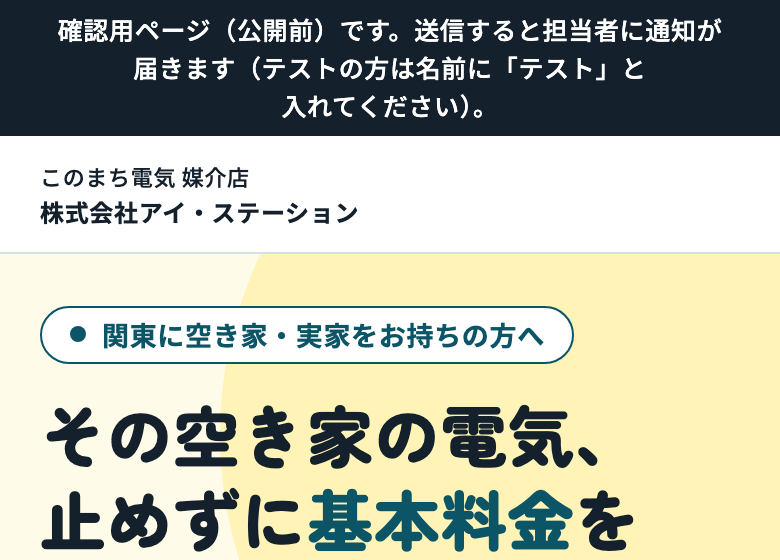 確認用ページ（公開前）です。送信すると担当者に通知が
届きます（テストの方は名前に「テスト」と
入れてください）。
このまち電気 媒介店
株式会社アイ・ステーション
関東に空き家・実家をお持ちの方へ
その空き家の電気、
止めずに基本料金を